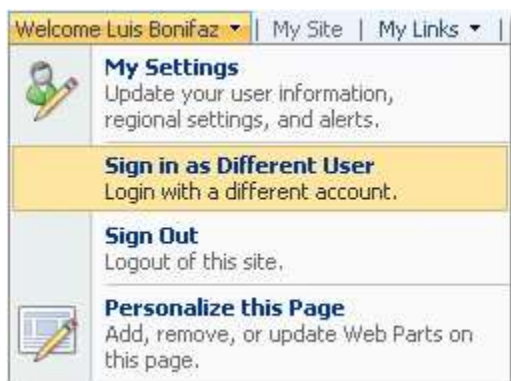 Welcome Luis Bonifaz ▾ | My Site | My Links ▾ |
My Settings
Update your user information,
regional settings, and alerts.
Sign in as Different User
Login with a different account.
Sign Out
Logout of this site.
Personalize this Page
Add, remove, or update Web Parts on
this page.